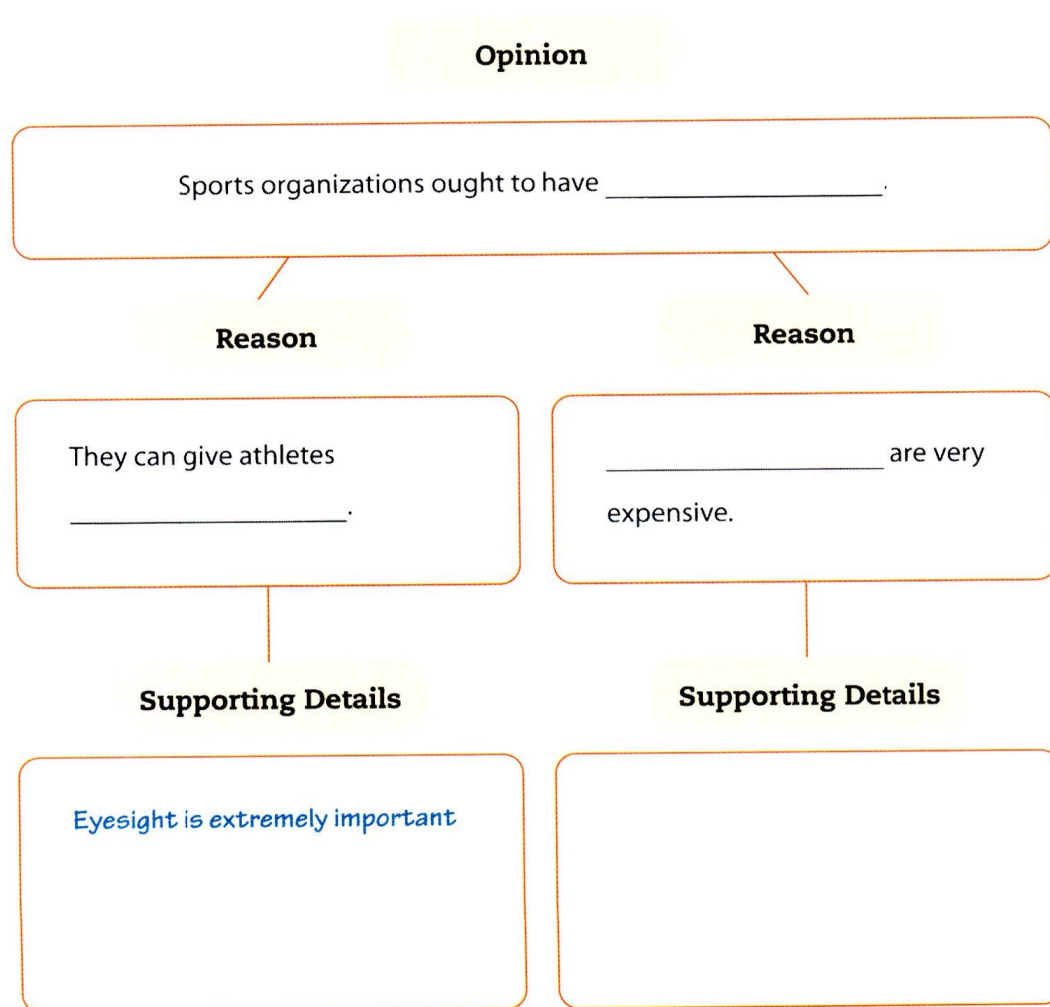 Opinion
Sports organizations ought to have ____________________.
Reason
Reason
They can give athletes
____________________.
____________________ are very
expensive.
Supporting Details
Supporting Details
Eyesight is extremely important